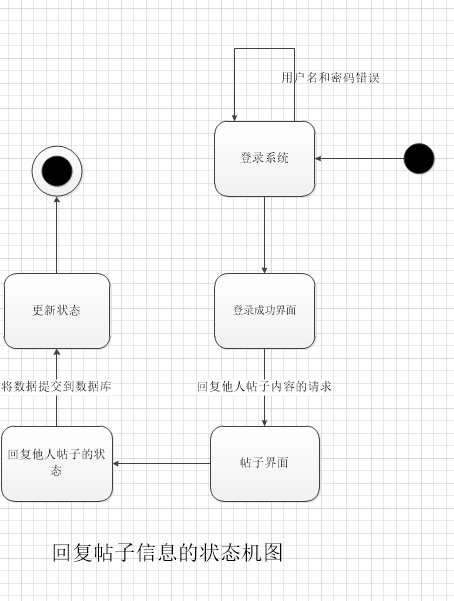 用户名和密码错误
登录系统
更新状态
登录成功界面
将数据提交到数据库
回复他人帖子内容的请求
回复他人帖子的状
态
帖子界面
回复帖子信息的状态机图